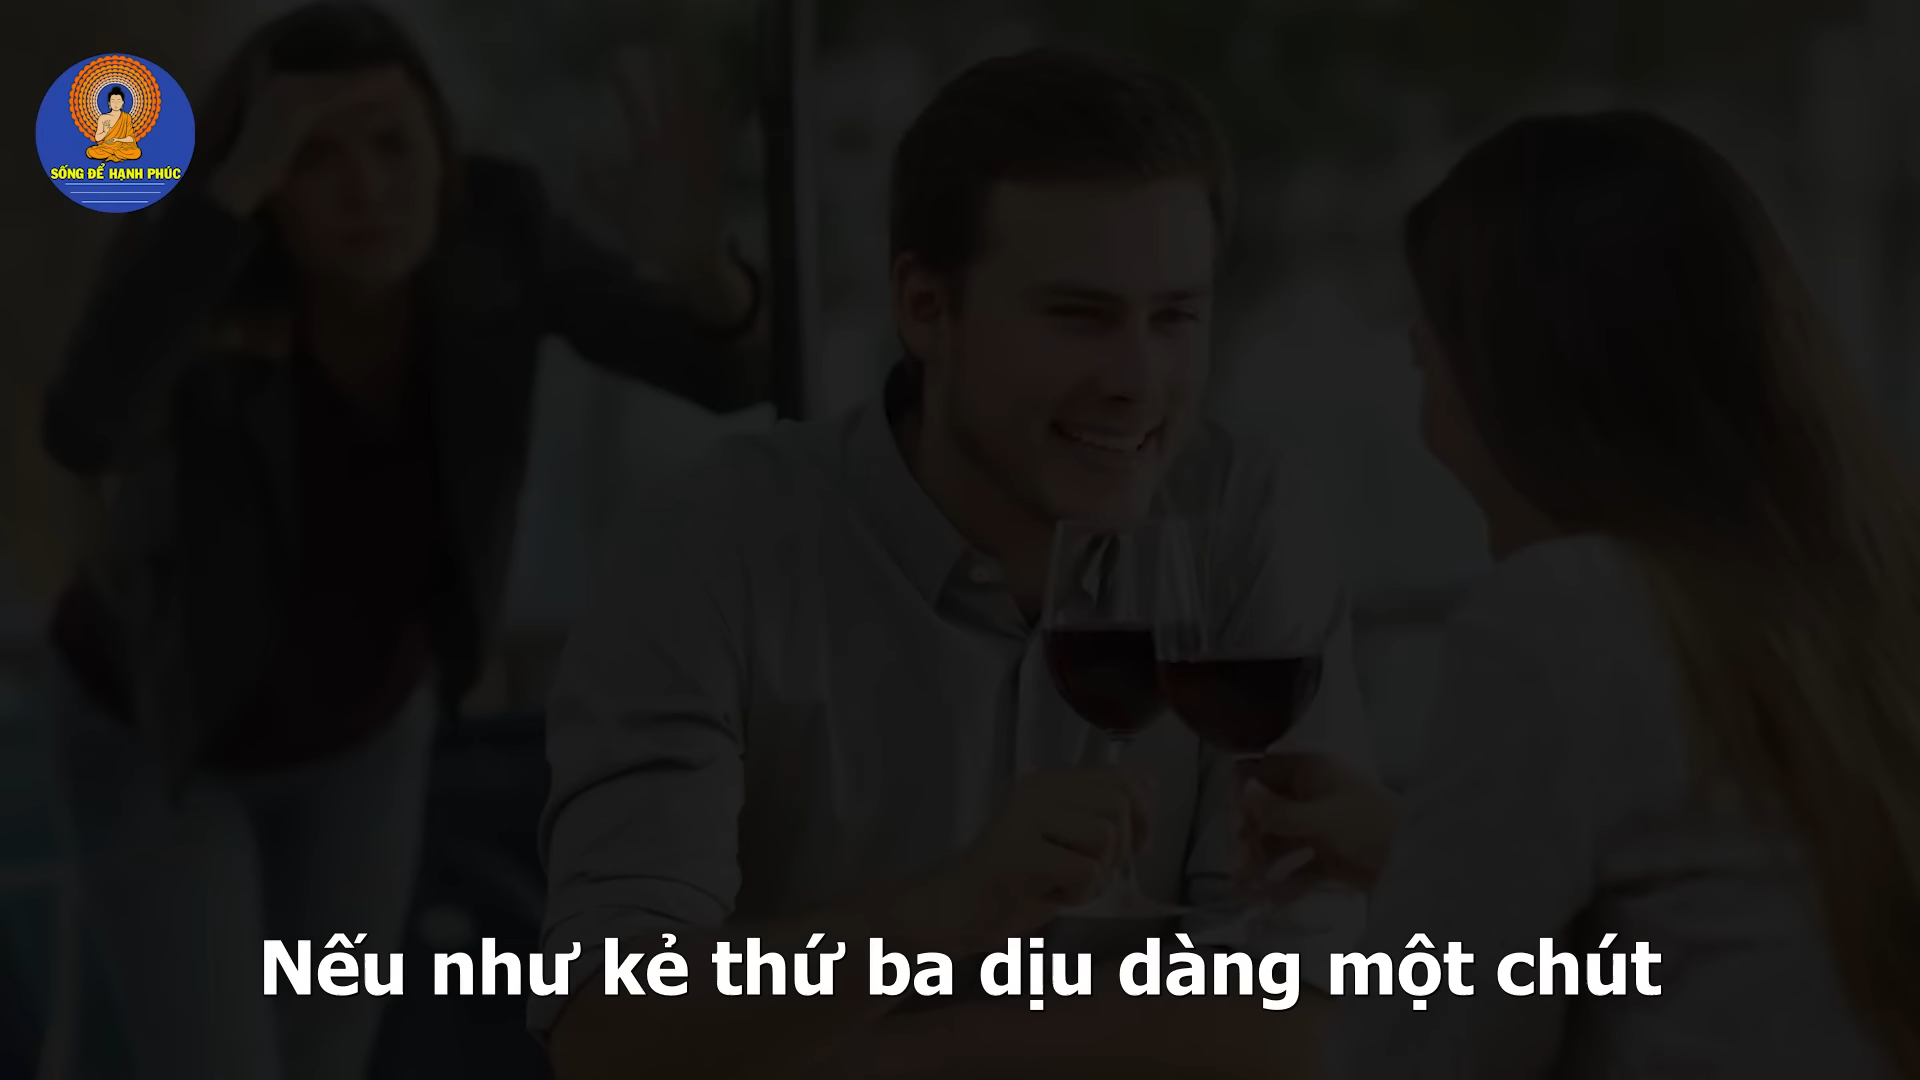 SỐNG ĐỂ HẠNH PHÚC
Nếu như kẻ thứ ba dịu dàng một chút